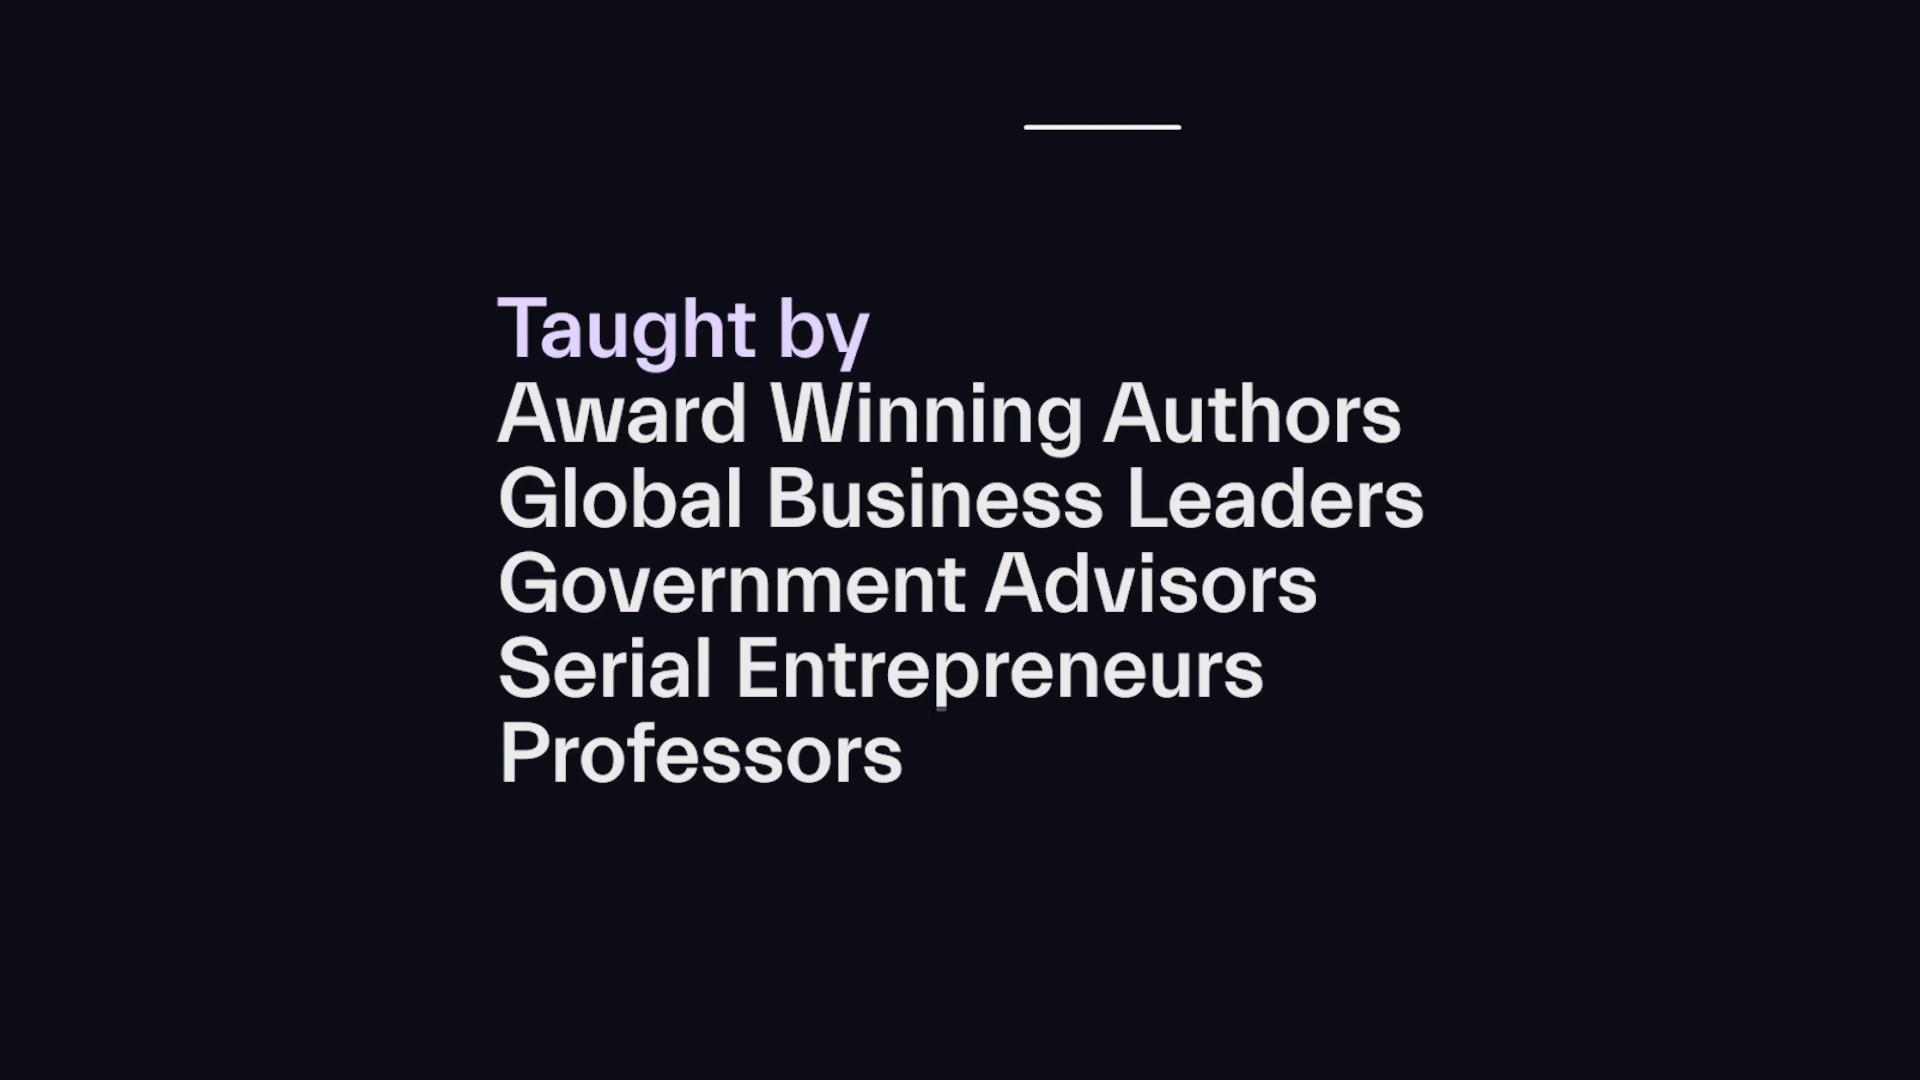 Taught by
Award Winning Authors
Global Business Leaders
Government Advisors
Serial Entrepreneurs
Professors